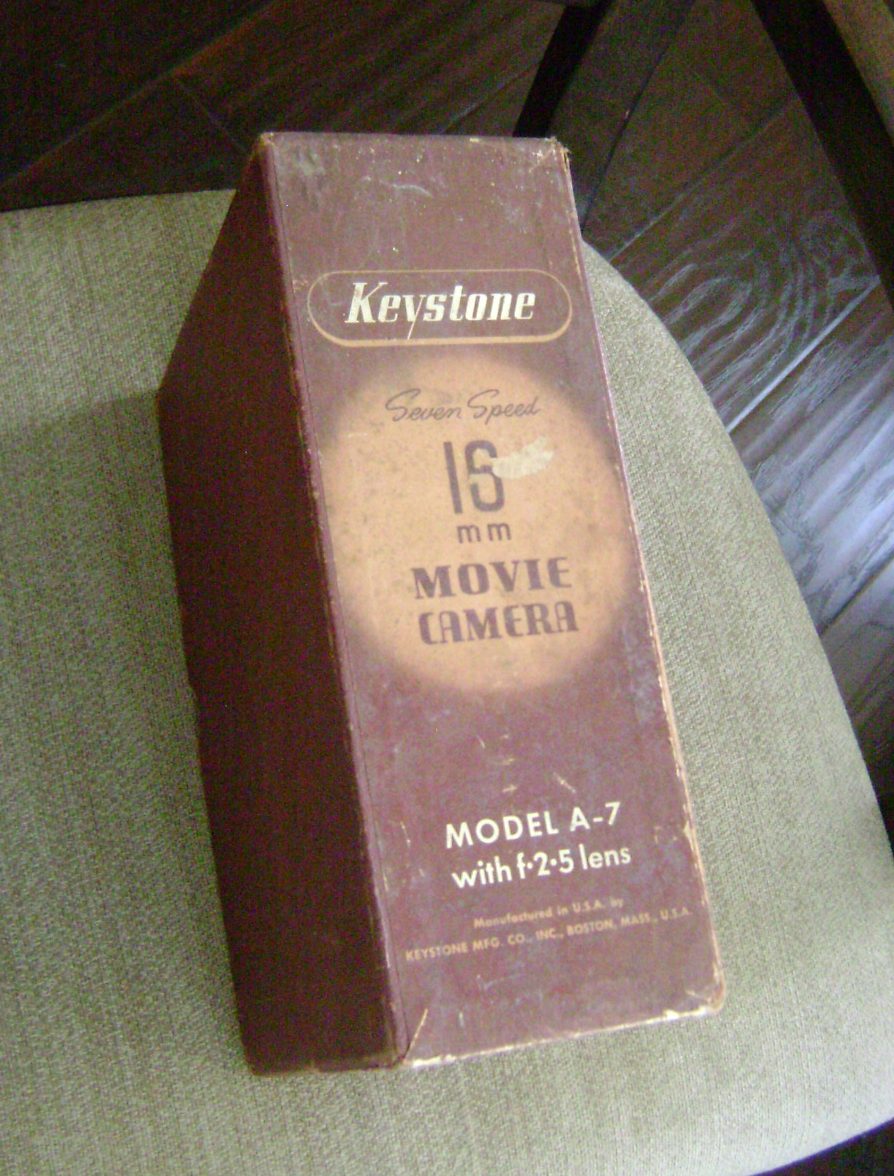 Keystone
Seven Speed
16
mm
MOVIE
CAMERA
MODEL A-7
with f·2·5 lens
Manufactured in U.S.A. by
KEYSTONE MFG. CO., INC., BOSTON, MASS., U.S.A.